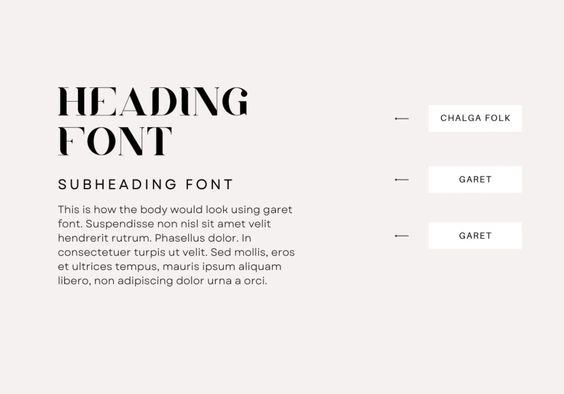 HEADING
FONT
CHALGA FOLK
SUBHEADING FONT
GARET
This is how the body would look using garet
font. Suspendisse non nisl sit amet velit
hendrerit rutrum. Phasellus dolor. In
consectetuer turpis ut velit. Sed mollis, eros
et ultrices tempus, mauris ipsum aliquam
libero, non adipiscing dolor urna a orci.
GARET